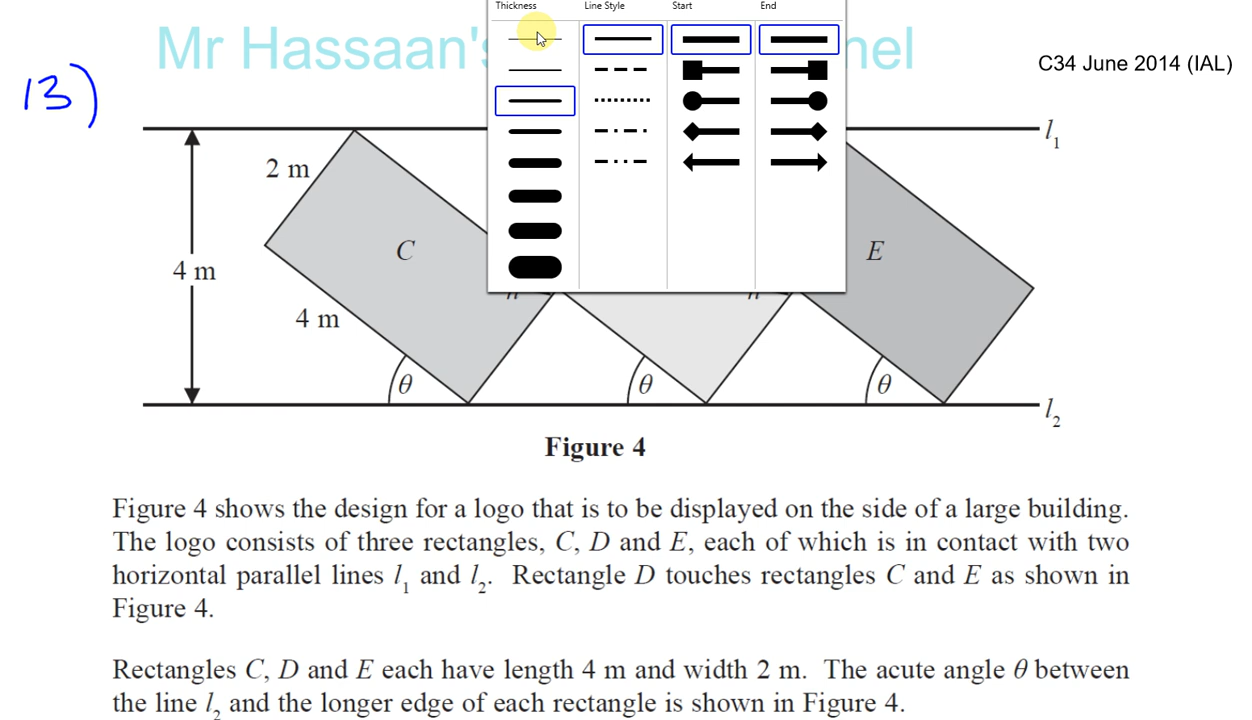 Thickness Line Style Start End
Mr Hassaan's nel
C34 June 2014 (IAL)
13)
l1
2 m
C
E
4 m
4 m
θ
θ
θ
l2
Figure 4
Figure 4 shows the design for a logo that is to be displayed on the side of a large building.
The logo consists of three rectangles, C, D and E, each of which is in contact with two
horizontal parallel lines l1 and l2. Rectangle D touches rectangles C and E as shown in
Figure 4.
Rectangles C, D and E each have length 4 m and width 2 m. The acute angle θ between
the line l2 and the longer edge of each rectangle is shown in Figure 4.